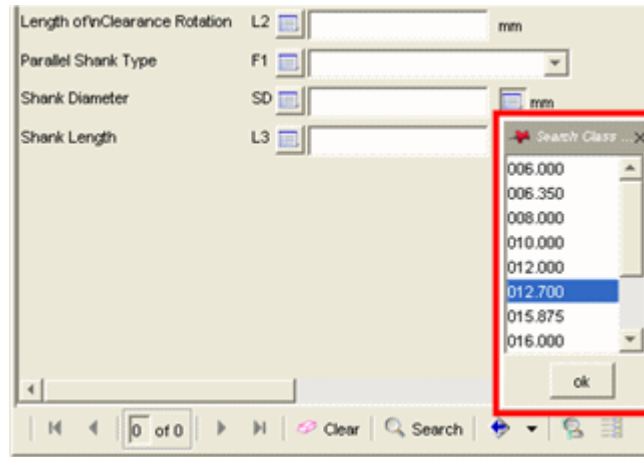 Length of\nClearance Rotation L2 mm
Parallel Shank Type F1
Shank Diameter SD mm
Shank Length L3
Search Class ...
006.000
006.350
008.000
010.000
012.000
012.700
015.875
016.000
ok
0 of 0 Clear Search